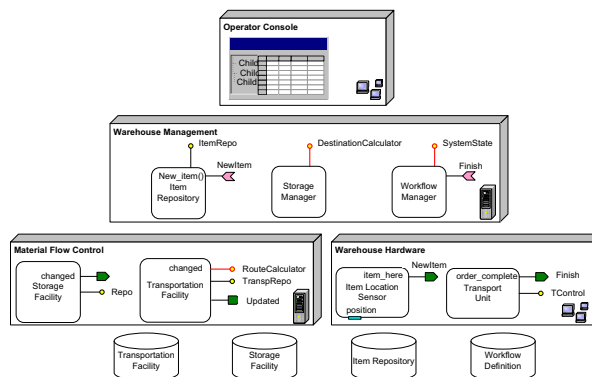 Operator Console
Child
Child
Child
Warehouse Management
ItemRepo
DestinationCalculator
SystemState
New_item()
NewItem
Item
Repository
Storage
Manager
Workflow
Manager
Finish
Material Flow Control
changed
Storage
Facility
Repo
changed
Transportation
Facility
RouteCalculator
TranspRepo
Updated
Warehouse Hardware
item_here
NewItem
Item Location
Sensor
position
order_complete
Transport
Unit
Finish
TControl
Transportation
Facility
Storage
Facility
Item Repository
Workflow
Definition